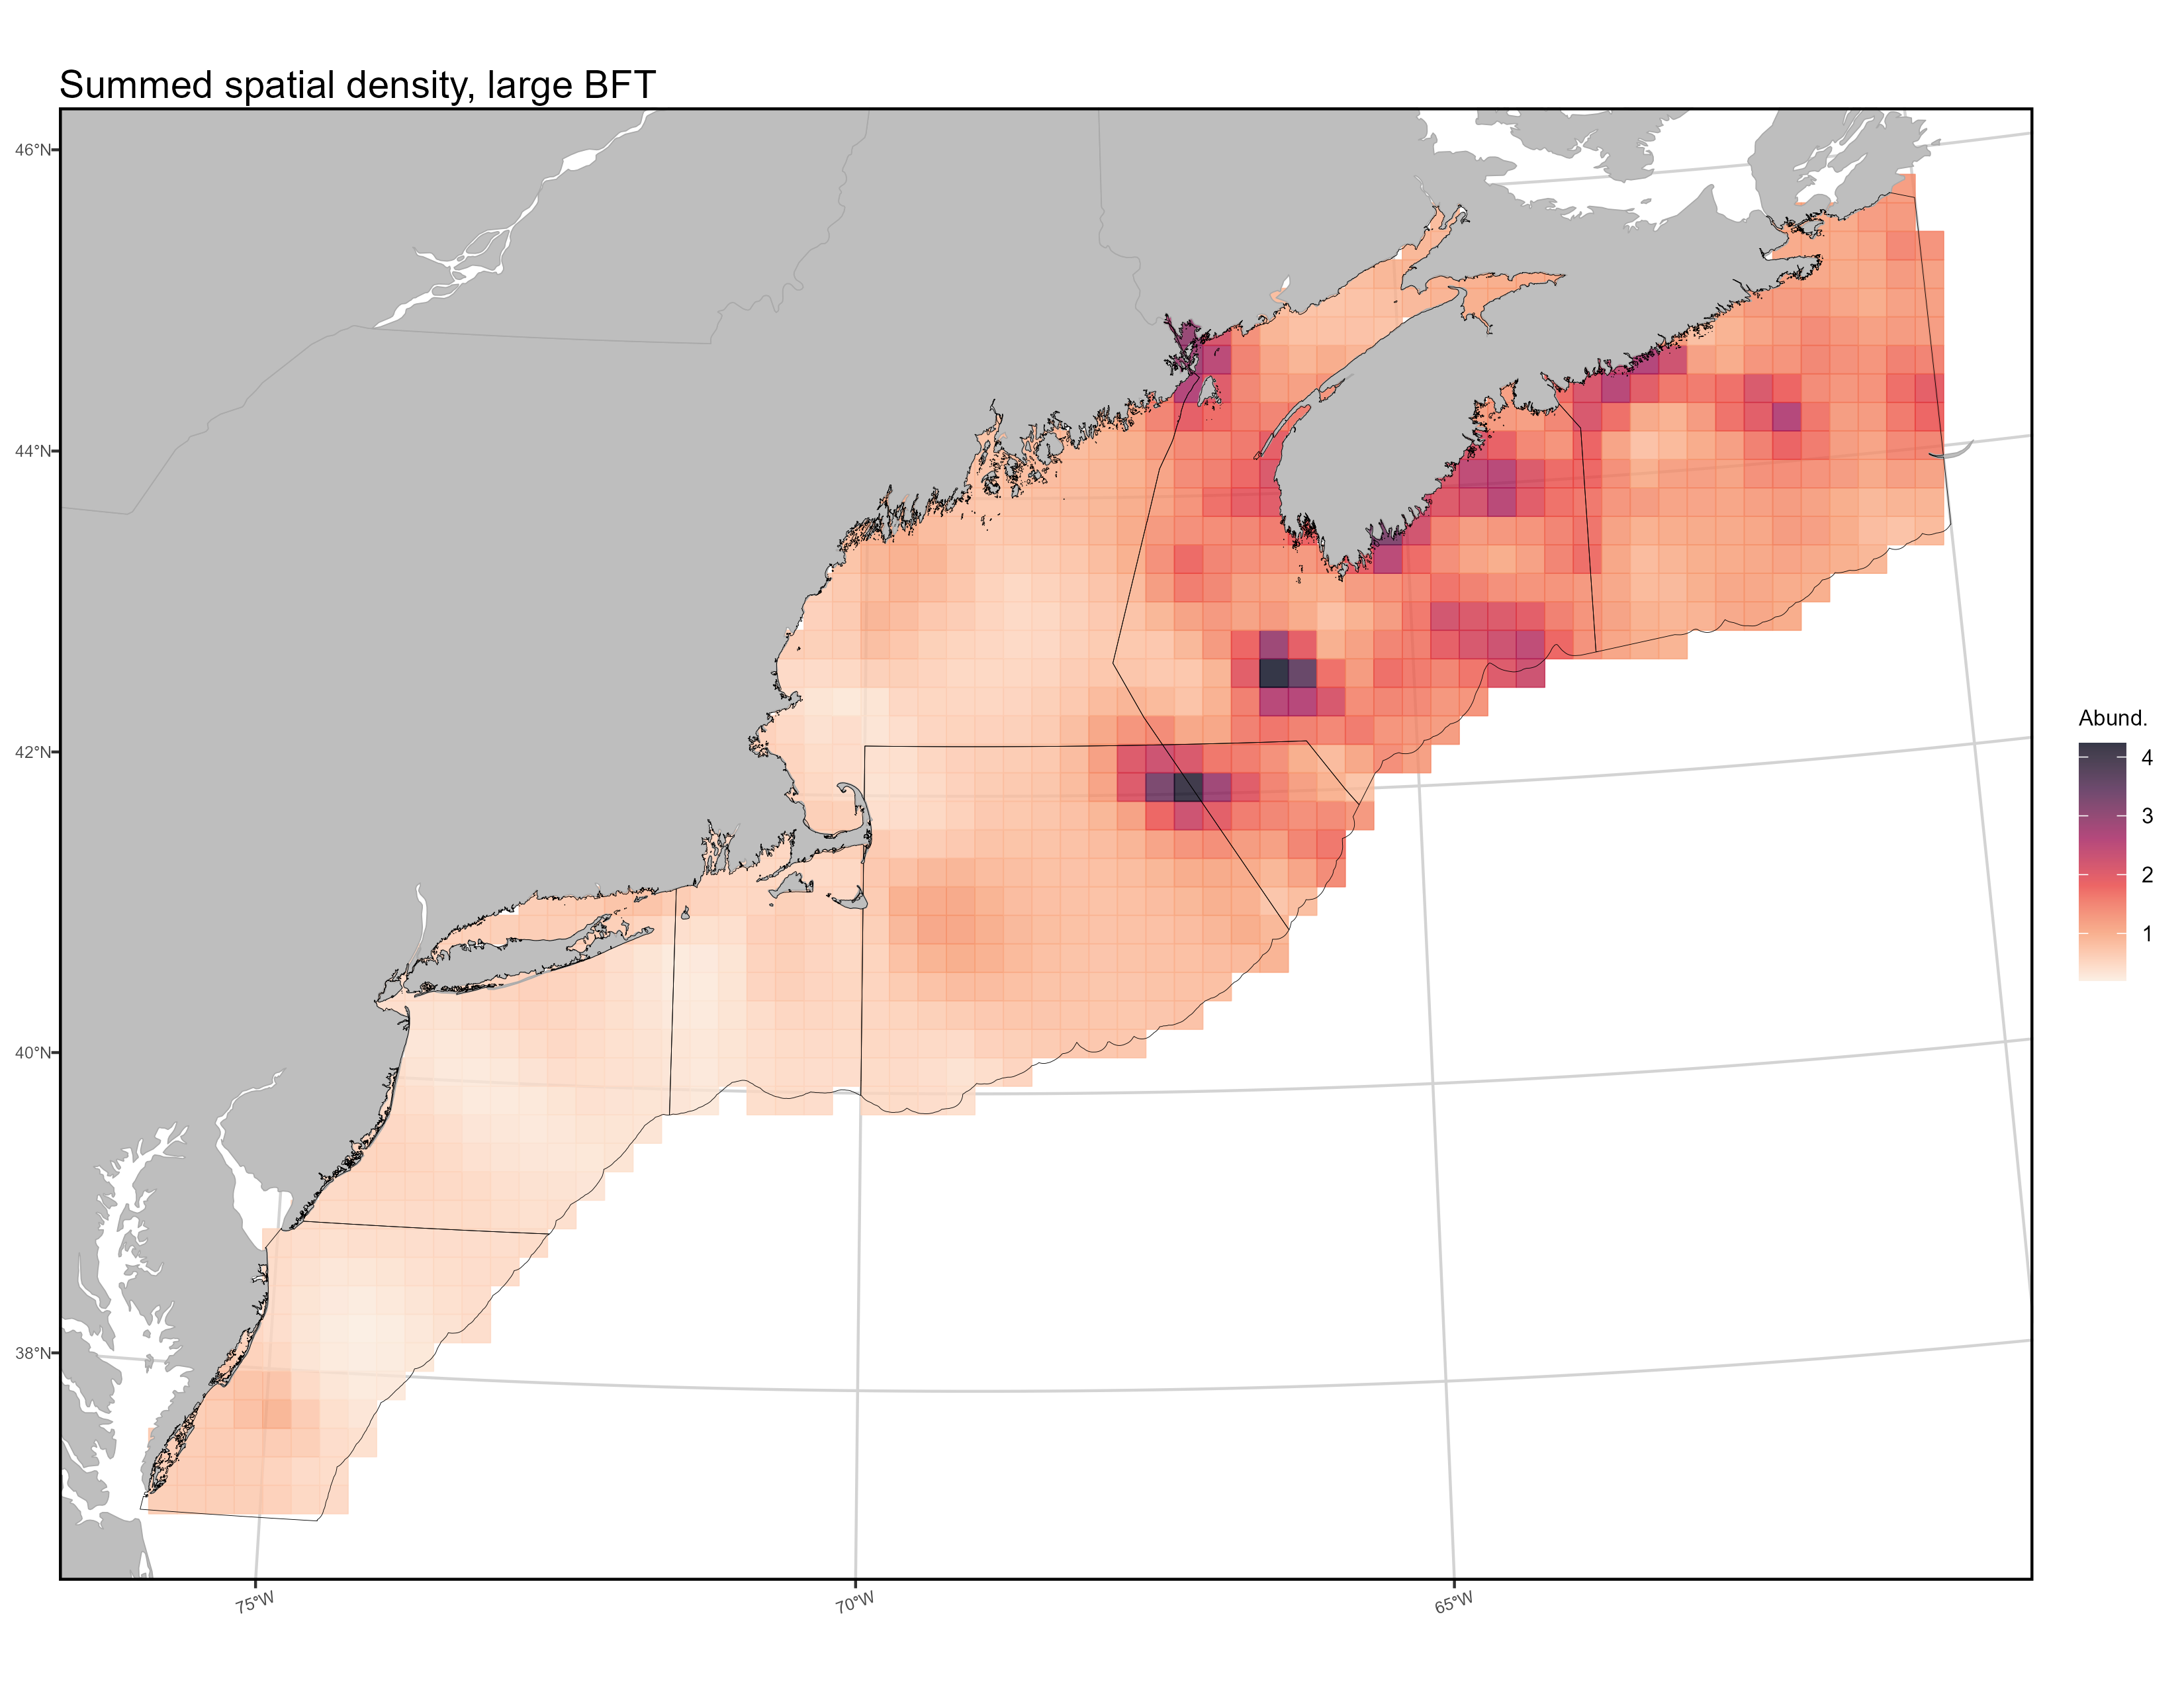 Summed spatial density, large BFT
46°N
44°N
42°N
40°N
38°N
75°W
70°W
65°W
Abund.
4
3
2
1